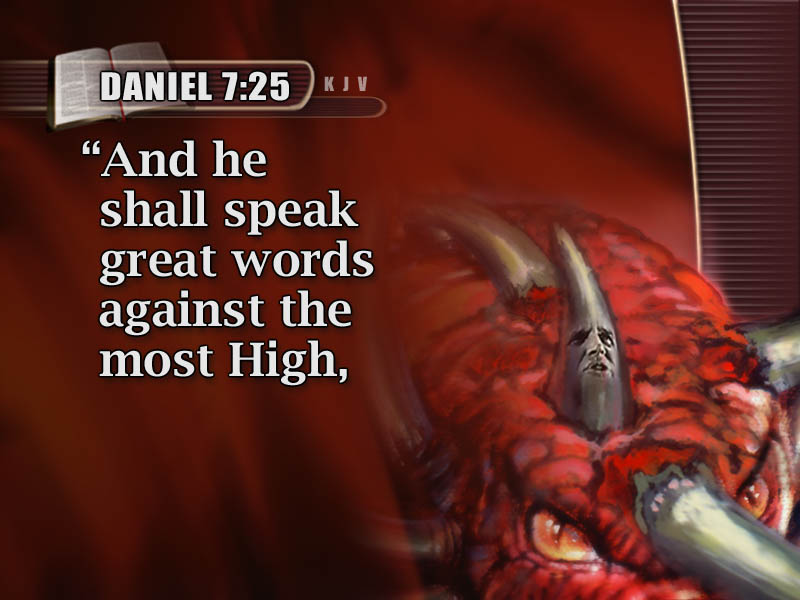 DANIEL 7:25 KJV
“And he
shall speak
great words
against the
most High,